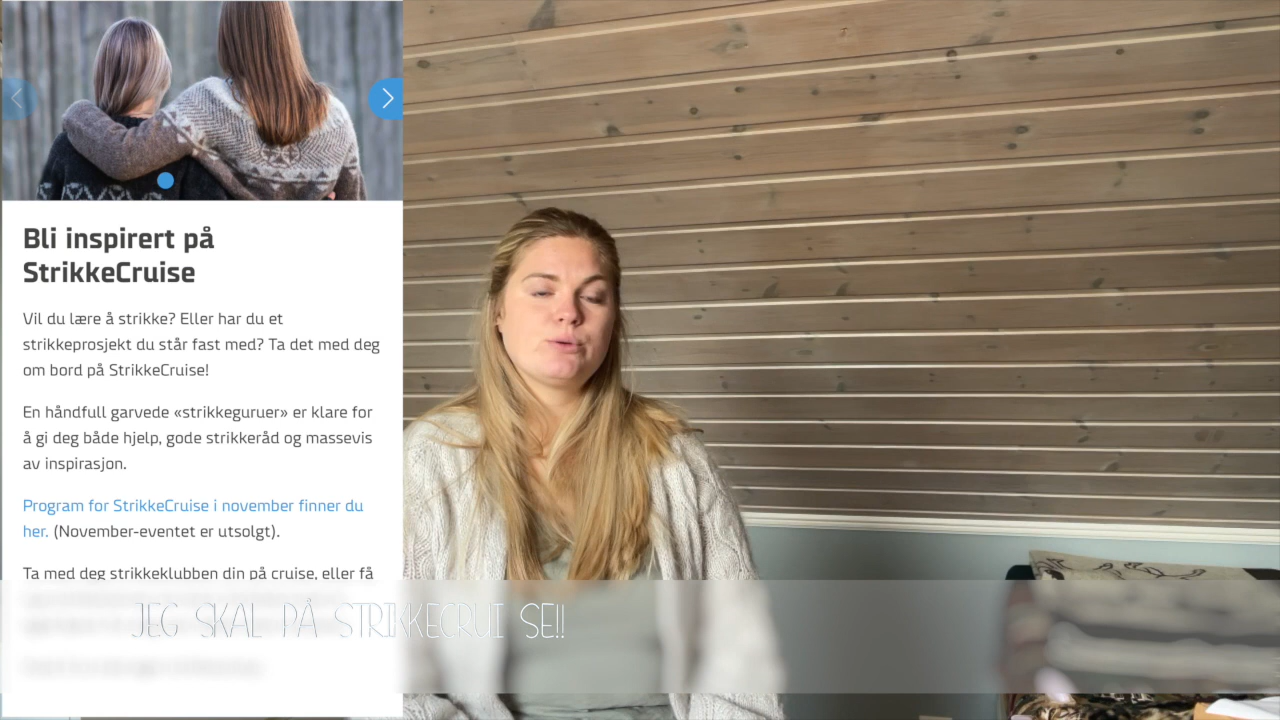 Bli inspirert på
StrikkeCruise
Vil du lære å strikke? Eller har du et
strikkeprosjekt du står fast med? Ta det med deg
om bord på StrikkeCruise!
En håndfull garvede «strikkeguruer» er klare for
å gi deg både hjelp, gode strikkeråd og massevis
av inspirasjon.
Program for StrikkeCruise i november finner du
her. (November-eventet er utsolgt).
Ta med deg strikkeklubben din på cruise, eller få
JEG SKAL PÅ STRIKKECRUISE!!